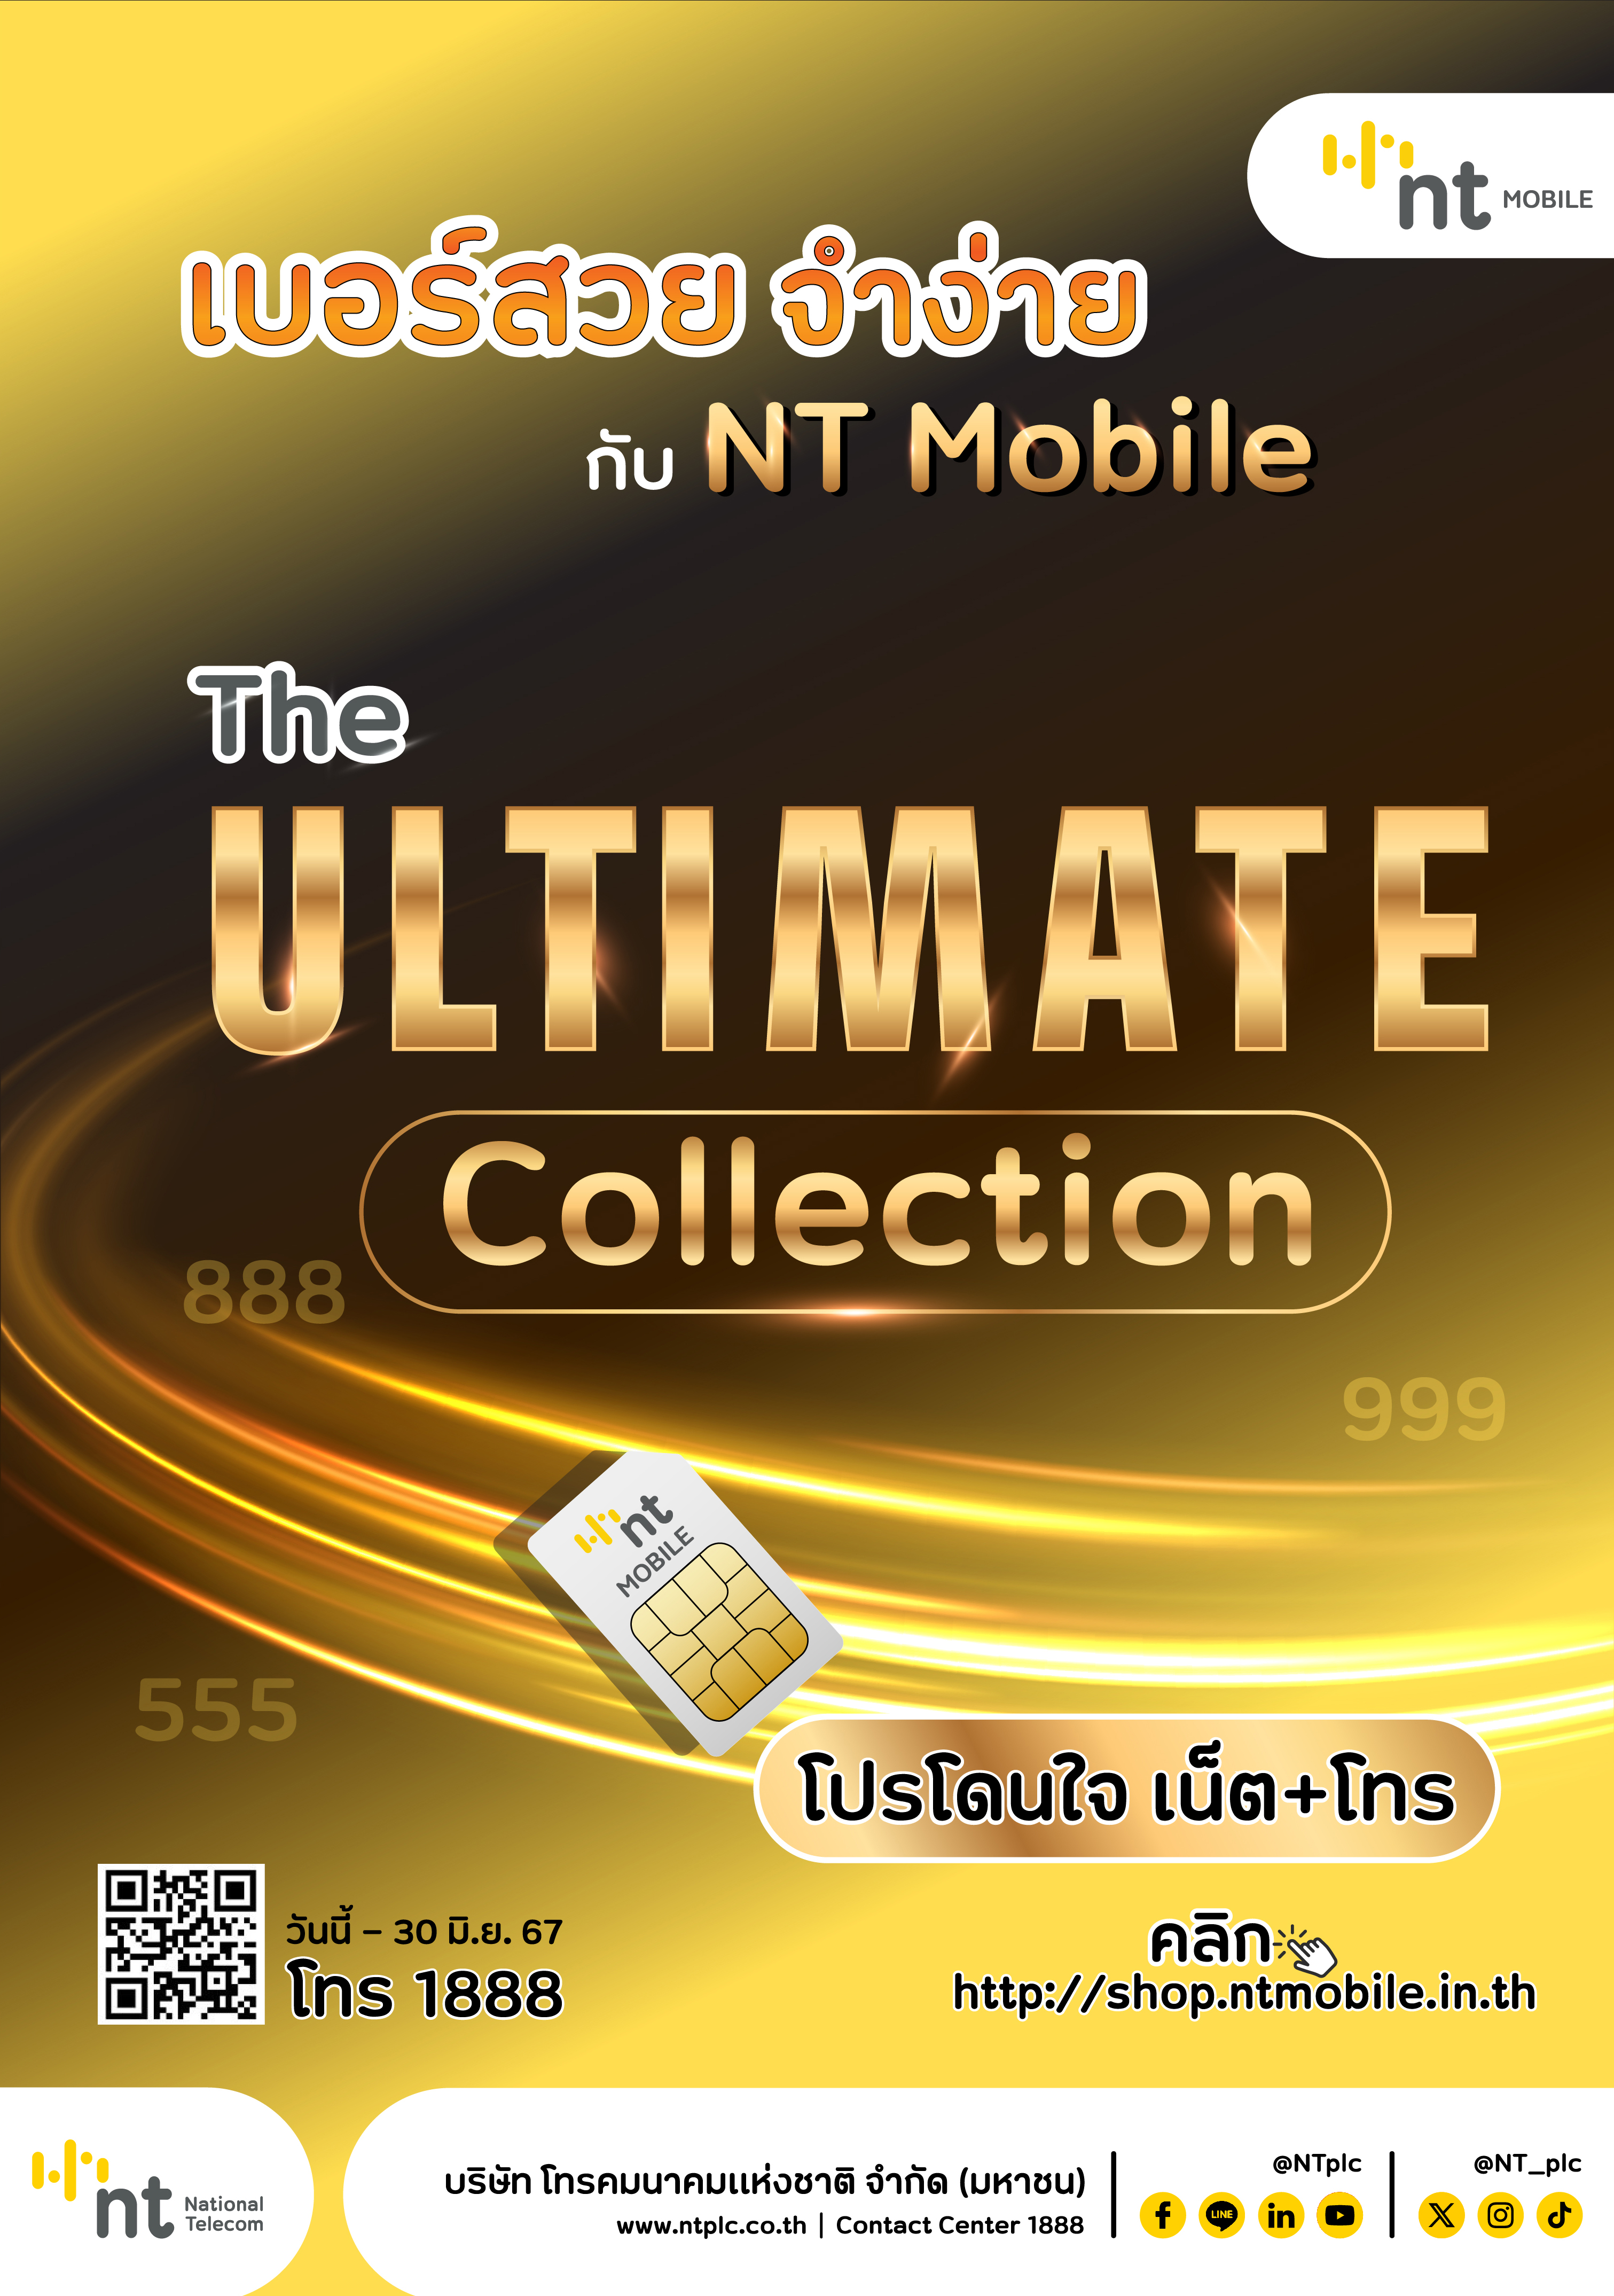 nt MOBILE
เบอร์สวย จำง่าย
กับ NT Mobile
The
ULTIMATE
Collection
888
999
nt
MOBILE
555
โปรโดนใจ เน็ต+โทร
วันนี้ – 30 มิ.ย. 67
โทร 1888
คลิก
http://shop.ntmobile.in.th
nt National
Telecom
บริษัท โทรคมนาคมแห่งชาติ จำกัด (มหาชน)
www.ntplc.co.th | Contact Center 1888
@NTplc
LINE
@NT_plc